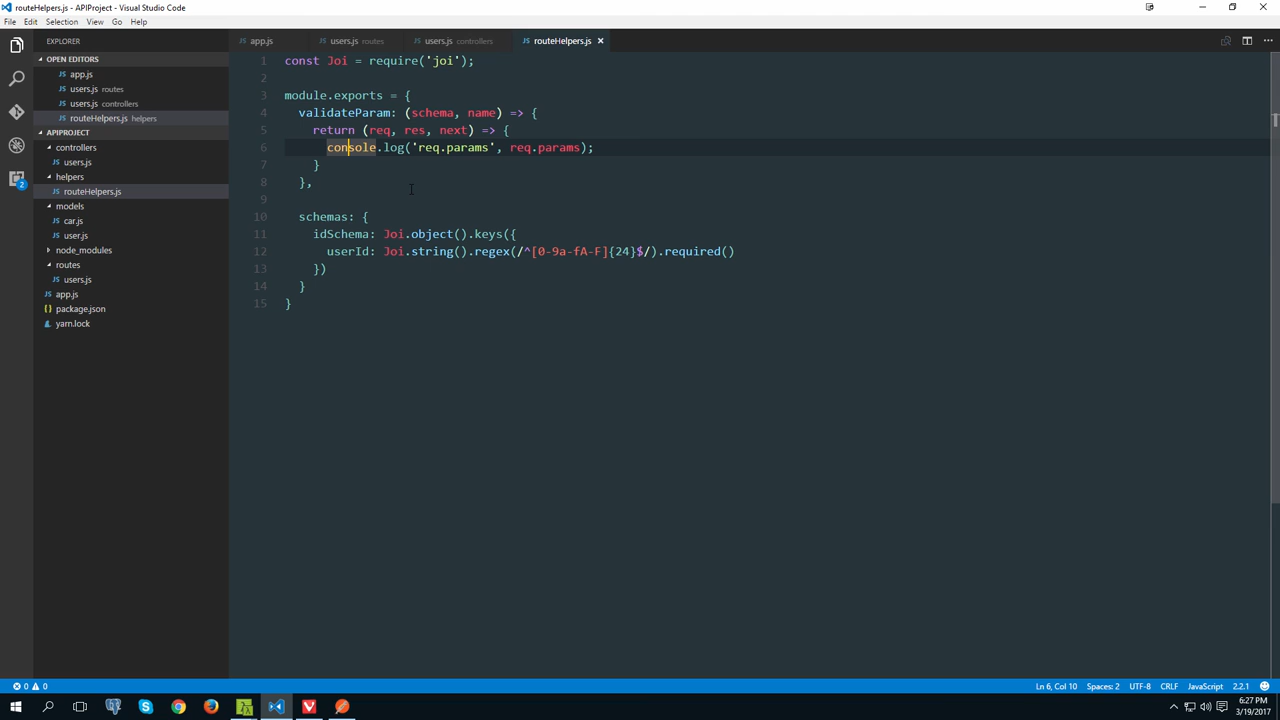 routeHelpers.js - APIProject - Visual Studio Code
File Edit Selection View Go Help
EXPLORER
app.js users.js routes users.js controllers routeHelpers.js
OPEN EDITORS
app.js
users.js routes
users.js controllers
routeHelpers.js helpers
APIPROJECT
controllers
users.js
helpers
routeHelpers.js
models
car.js
user.js
node_modules
routes
users.js
app.js
package.json
yarn.lock
2
1 const Joi = require('joi');
2
3 module.exports = {
4 validateParam: (schema, name) => {
5 return (req, res, next) => {
6 console.log('req.params', req.params);
7 }
8 },
9
10 schemas: {
11 idSchema: Joi.object().keys({
12 userId: Joi.string().regex(/^[0-9a-fA-F]{24}$/).required()
13 })
14 }
15 }
0 0 Ln 6, Col 10 Spaces: 2 UTF-8 CRLF JavaScript 2.2.1
6:27 PM
3/19/2017